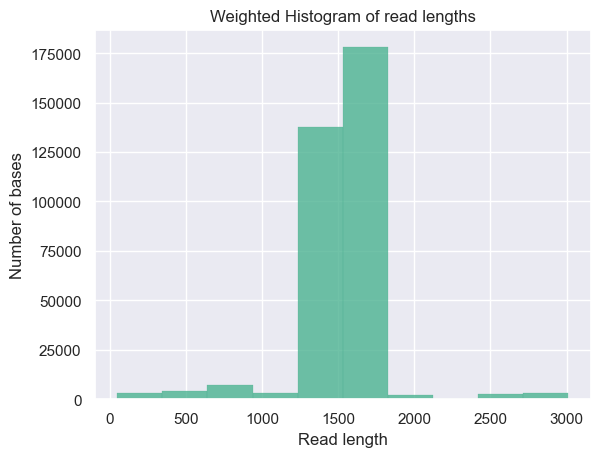 Weighted Histogram of read lengths
175000
150000
125000
100000
75000
50000
25000
0
Number of bases
0 500 1000 1500 2000 2500 3000
Read length